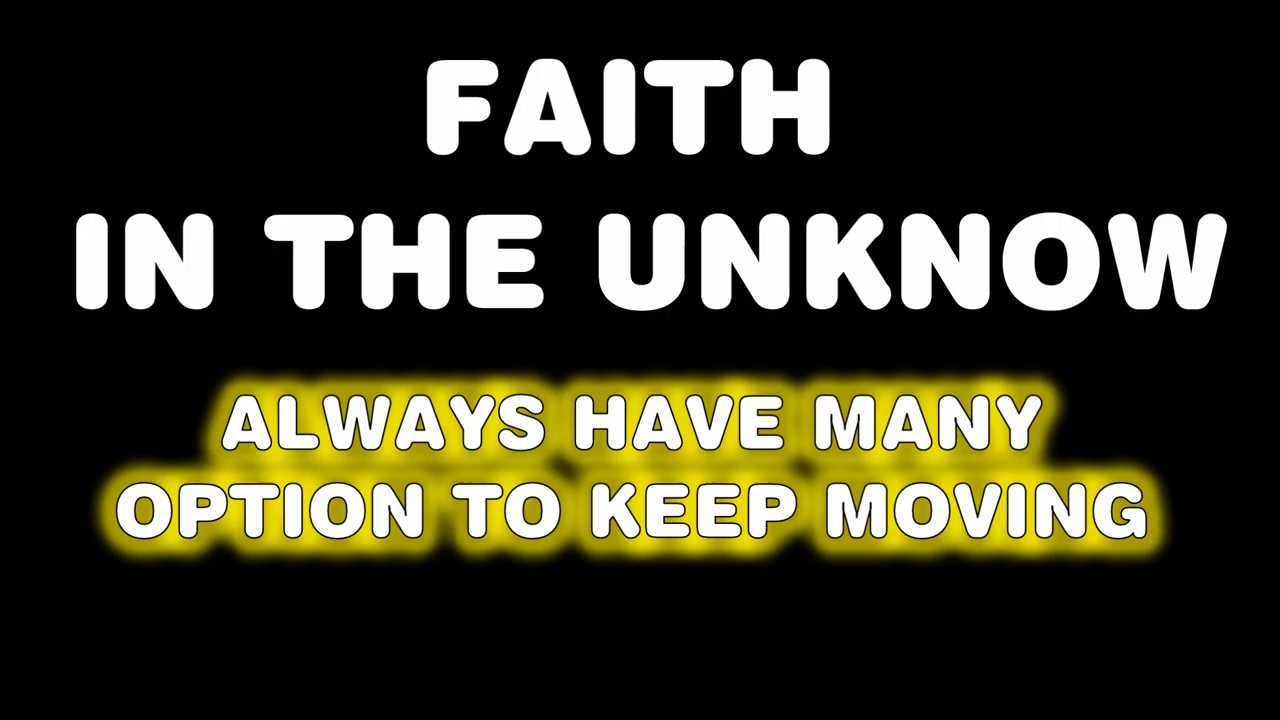 FAITH
IN THE UNKNOW
ALWAYS HAVE MANY
OPTION TO KEEP MOVING